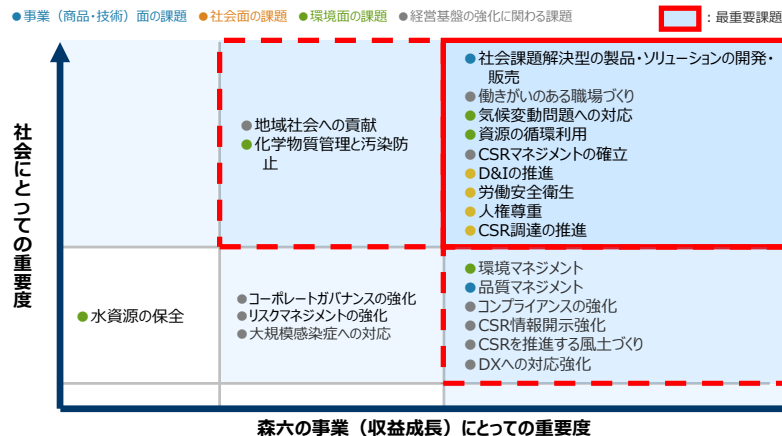 ●事業（商品・技術）面の課題 ●社会面の課題 ●環境面の課題 ●経営基盤の強化に関わる課題
：最重要課題
社会にとっての重要度
●地域社会への貢献
●化学物質管理と汚染防
止
●社会課題解決型の製品・ソリューションの開発・
販売
●働きがいのある職場づくり
●気候変動問題への対応
●資源の循環利用
●CSRマネジメントの確立
●D&Iの推進
●労働安全衛生
●人権尊重
●CSR調達の推進
●水資源の保全
●コーポレートガバナンスの強化
●リスクマネジメントの強化
●大規模感染症への対応
●環境マネジメント
●品質マネジメント
●コンプライアンスの強化
●CSR情報開示強化
●CSRを推進する風土づくり
●DXへの対応強化
森六の事業（収益成長）にとっての重要度